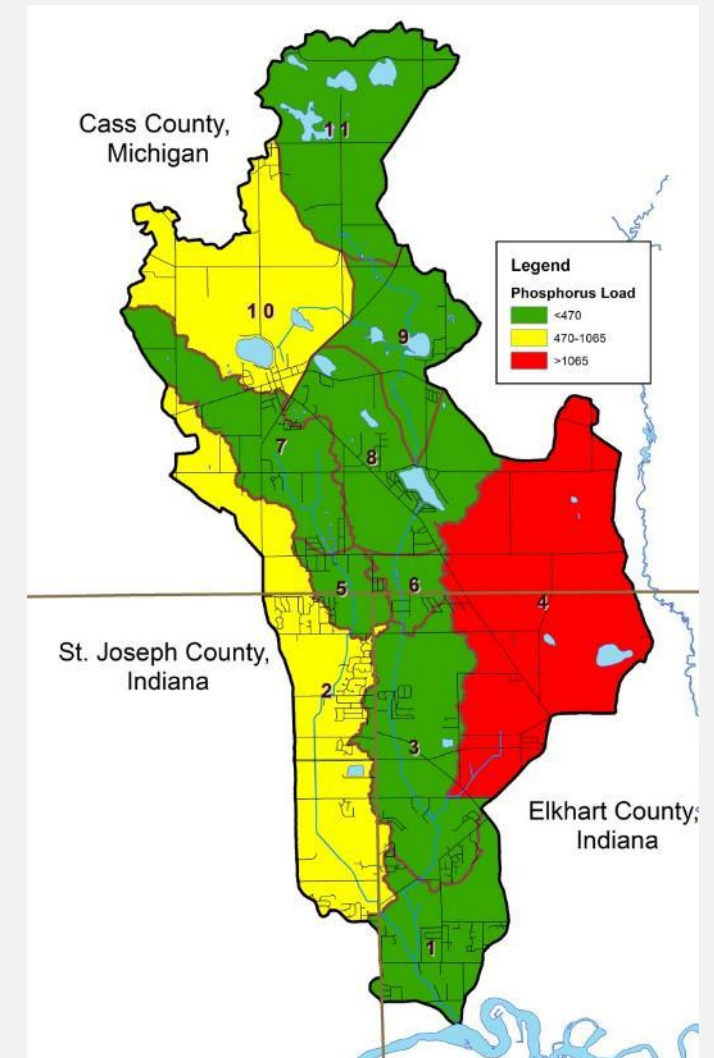 Cass County,
Michigan
11
Legend
Phosphorus Load
<470
470-1065
>1065
10
9
7
8
5
6
4
St. Joseph County,
Indiana
2
3
Elkhart County,
Indiana
1